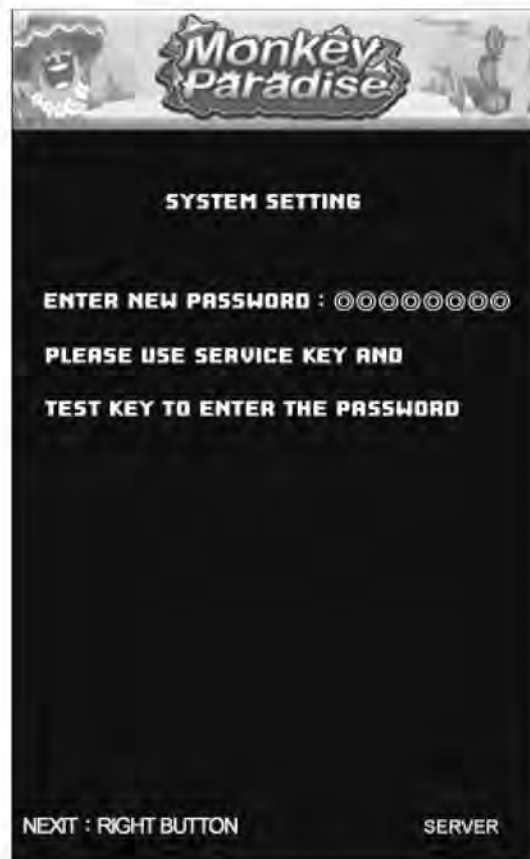 Monkey
Paradise
SYSTEM SETTING
ENTER NEW PASSWORD : ◎◎◎◎◎◎◎◎
PLEASE USE SERVICE KEY AND
TEST KEY TO ENTER THE PASSWORD
NEXIT : RIGHT BUTTON
SERVER